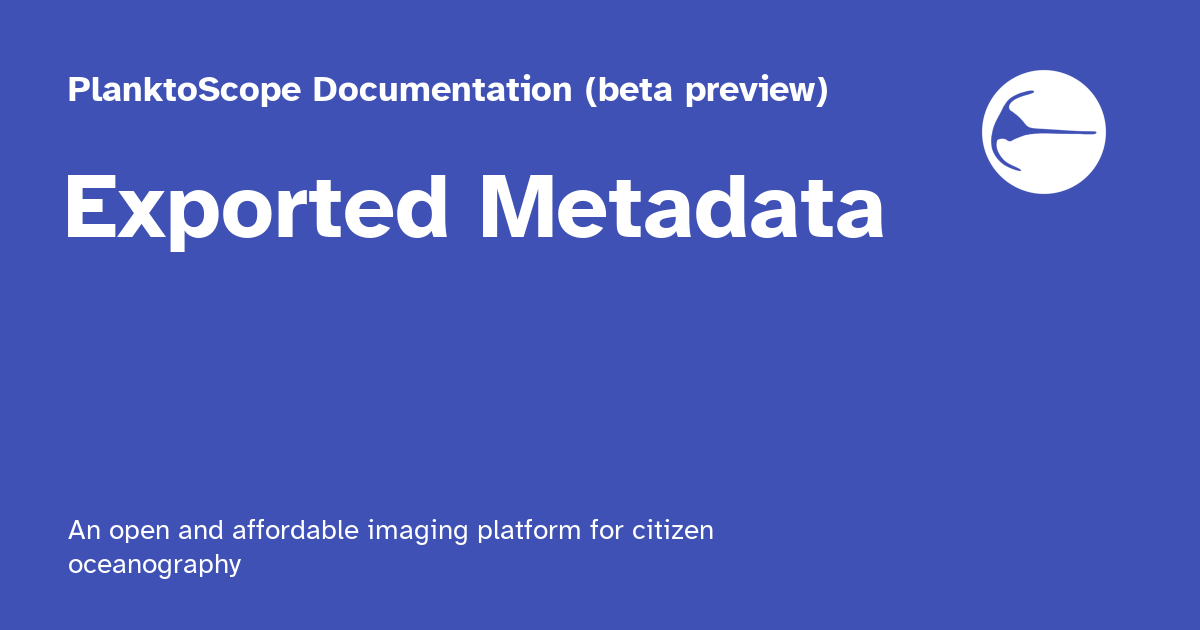 PlanktoScope Documentation (beta preview)
Exported Metadata
An open and affordable imaging platform for citizen
oceanography